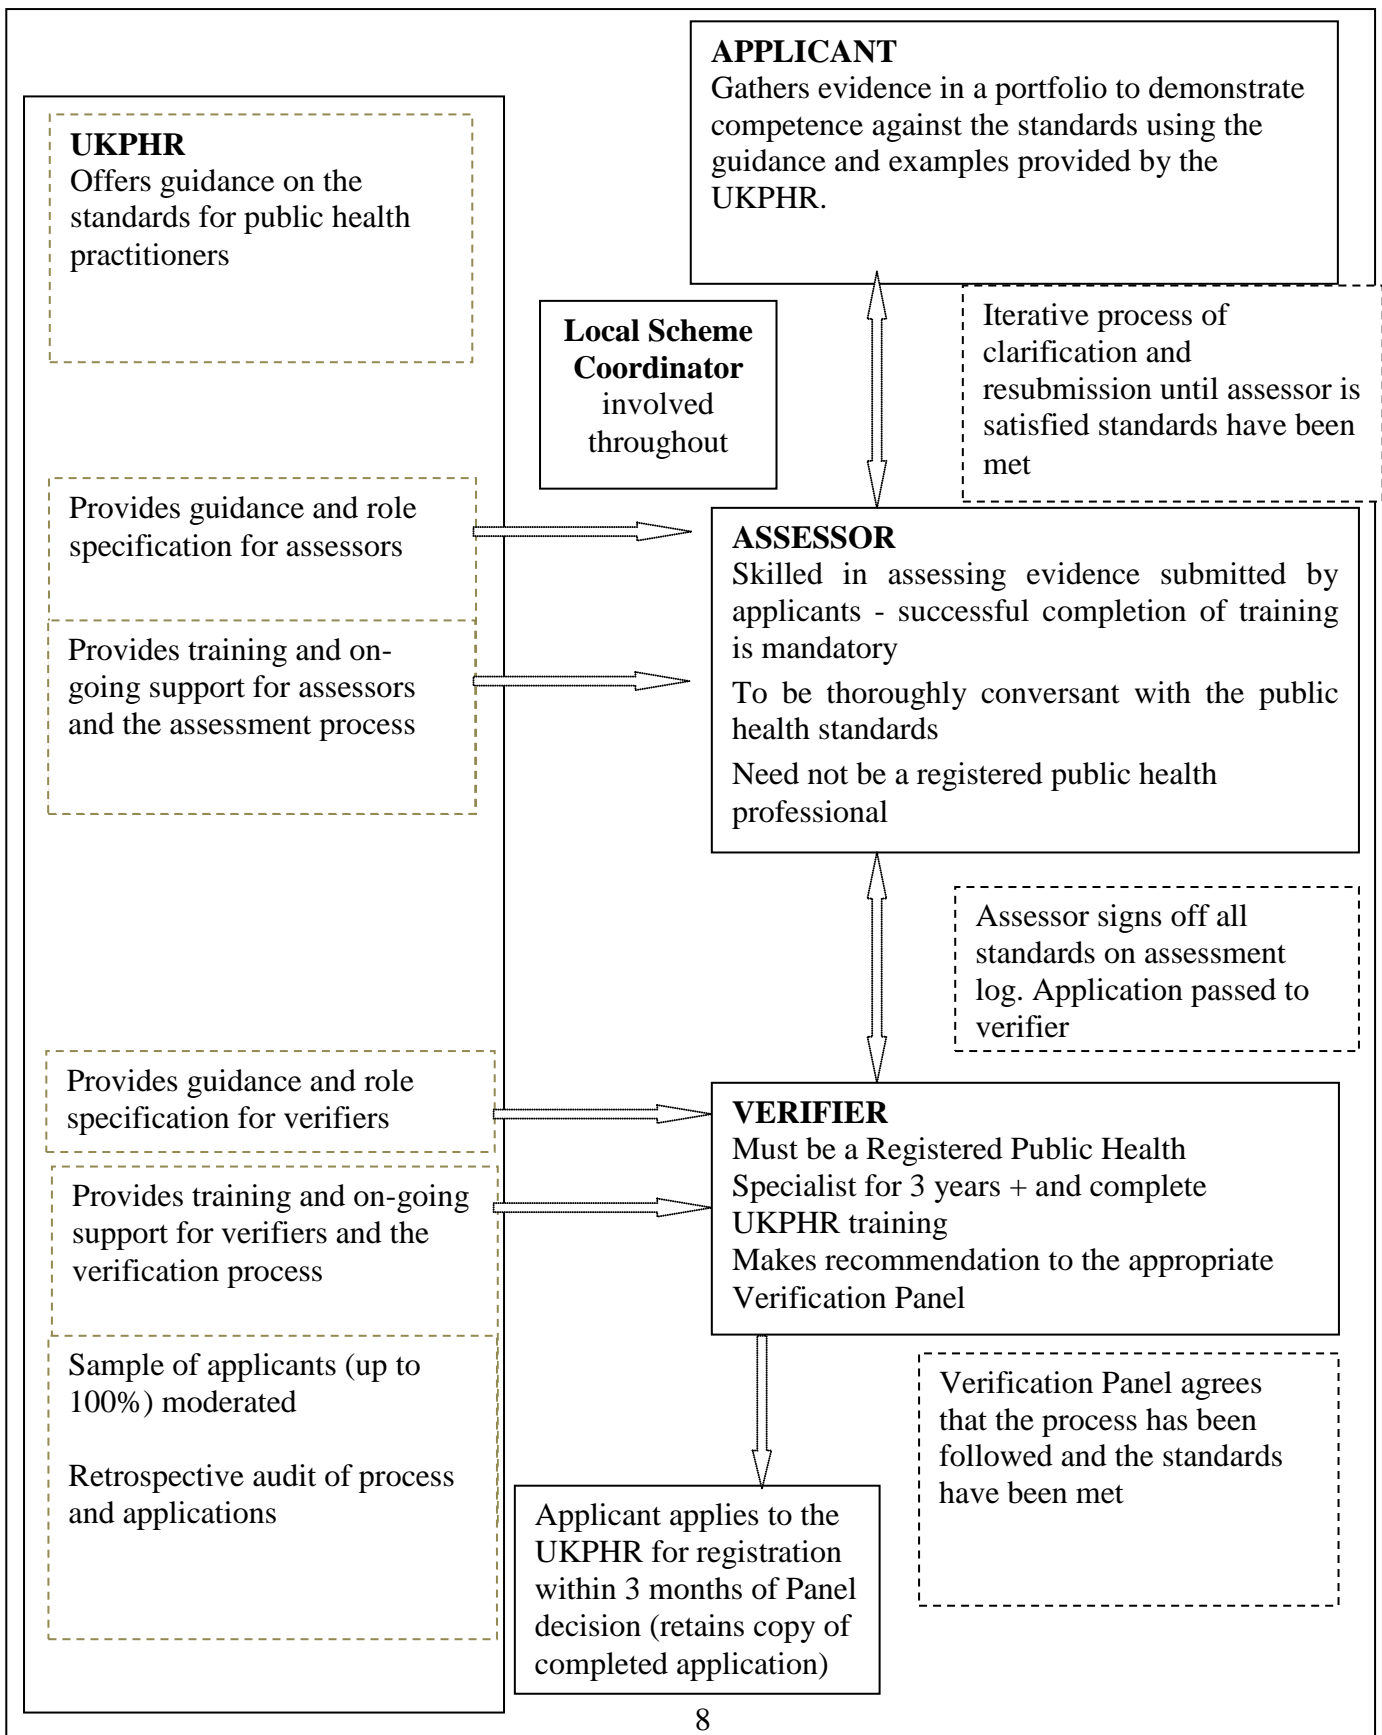 APPLICANT
Gathers evidence in a portfolio to demonstrate
competence against the standards using the
guidance and examples provided by the
UKPHR.
UKPHR
Offers guidance on the
standards for public health
practitioners
Local Scheme
Coordinator
involved
throughout
Iterative process of
clarification and
resubmission until assessor is
satisfied standards have been
met
Provides guidance and role
specification for assessors
Provides training and on-
going support for assessors
and the assessment process
ASSESSOR
Skilled in assessing evidence submitted by
applicants - successful completion of training
is mandatory
To be thoroughly conversant with the public
health standards
Need not be a registered public health
professional
Assessor signs off all
standards on assessment
log. Application passed to
verifier
Provides guidance and role
specification for verifiers
Provides training and on-going
support for verifiers and the
verification process
VERIFIER
Must be a Registered Public Health
Specialist for 3 years + and complete
UKPHR training
Makes recommendation to the appropriate
Verification Panel
Sample of applicants (up to
100%) moderated
Retrospective audit of process
and applications
Verification Panel agrees
that the process has been
followed and the standards
have been met
Applicant applies to the
UKPHR for registration
within 3 months of Panel
decision (retains copy of
completed application)
8